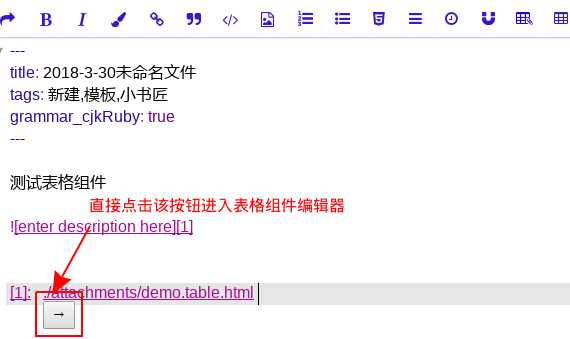 ---
title: 2018-3-30未命名文件
tags: 新建,模板,小书匠
grammar_cjkRuby: true
---
测试表格组件
直接点击该按钮进入表格组件编辑器
![enter description here][1]
[1]: ./attachments/demo.table.html
→